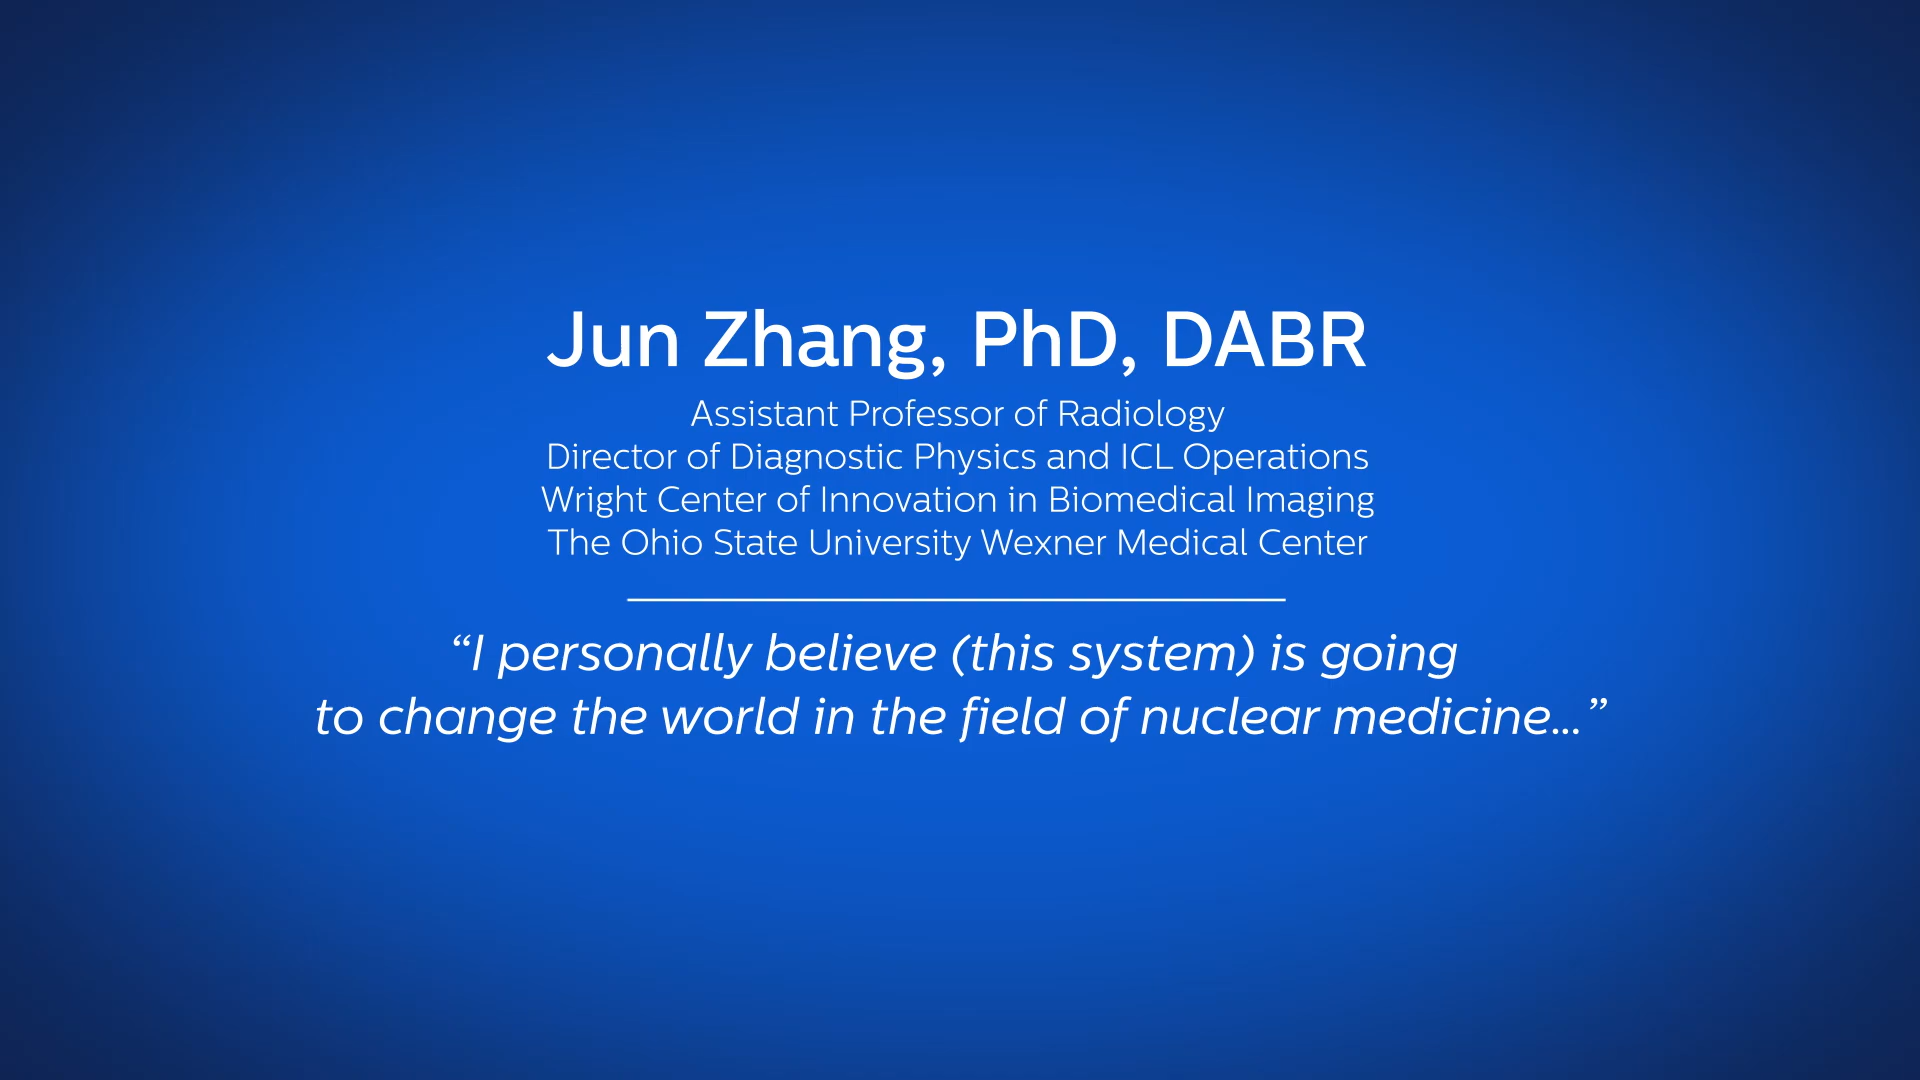 Jun Zhang, PhD, DABR
Assistant Professor of Radiology
Director of Diagnostic Physics and ICL Operations
Wright Center of Innovation in Biomedical Imaging
The Ohio State University Wexner Medical Center
“I personally believe (this system) is going
to change the world in the field of nuclear medicine...”